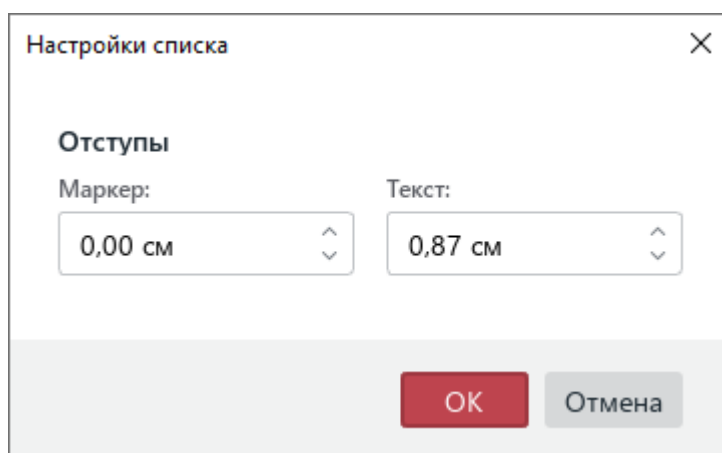 Настройки списка
Отступы
Маркер: Текст:
0,00 см 0,87 см
ОК Отмена